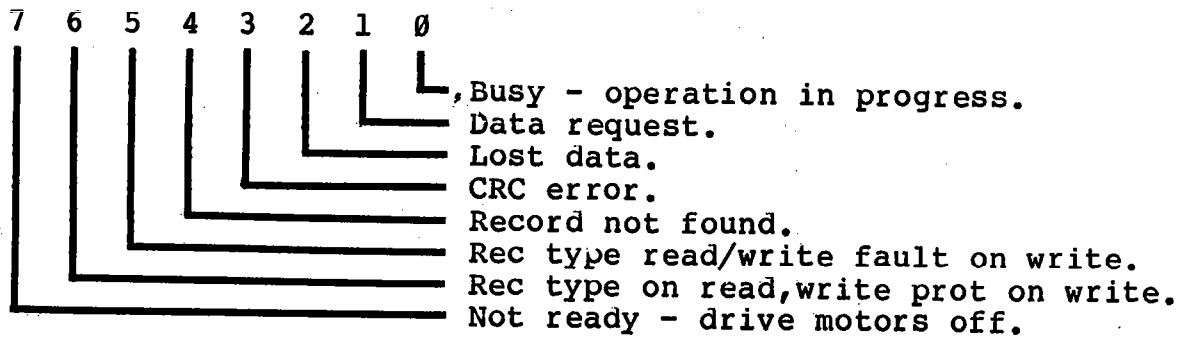 7 6 5 4 3 2 1 0
Busy - operation in progress.
Data request.
Lost data.
CRC error.
Record not found.
Rec type read/write fault on write.
Rec type on read,write prot on write.
Not ready - drive motors off.